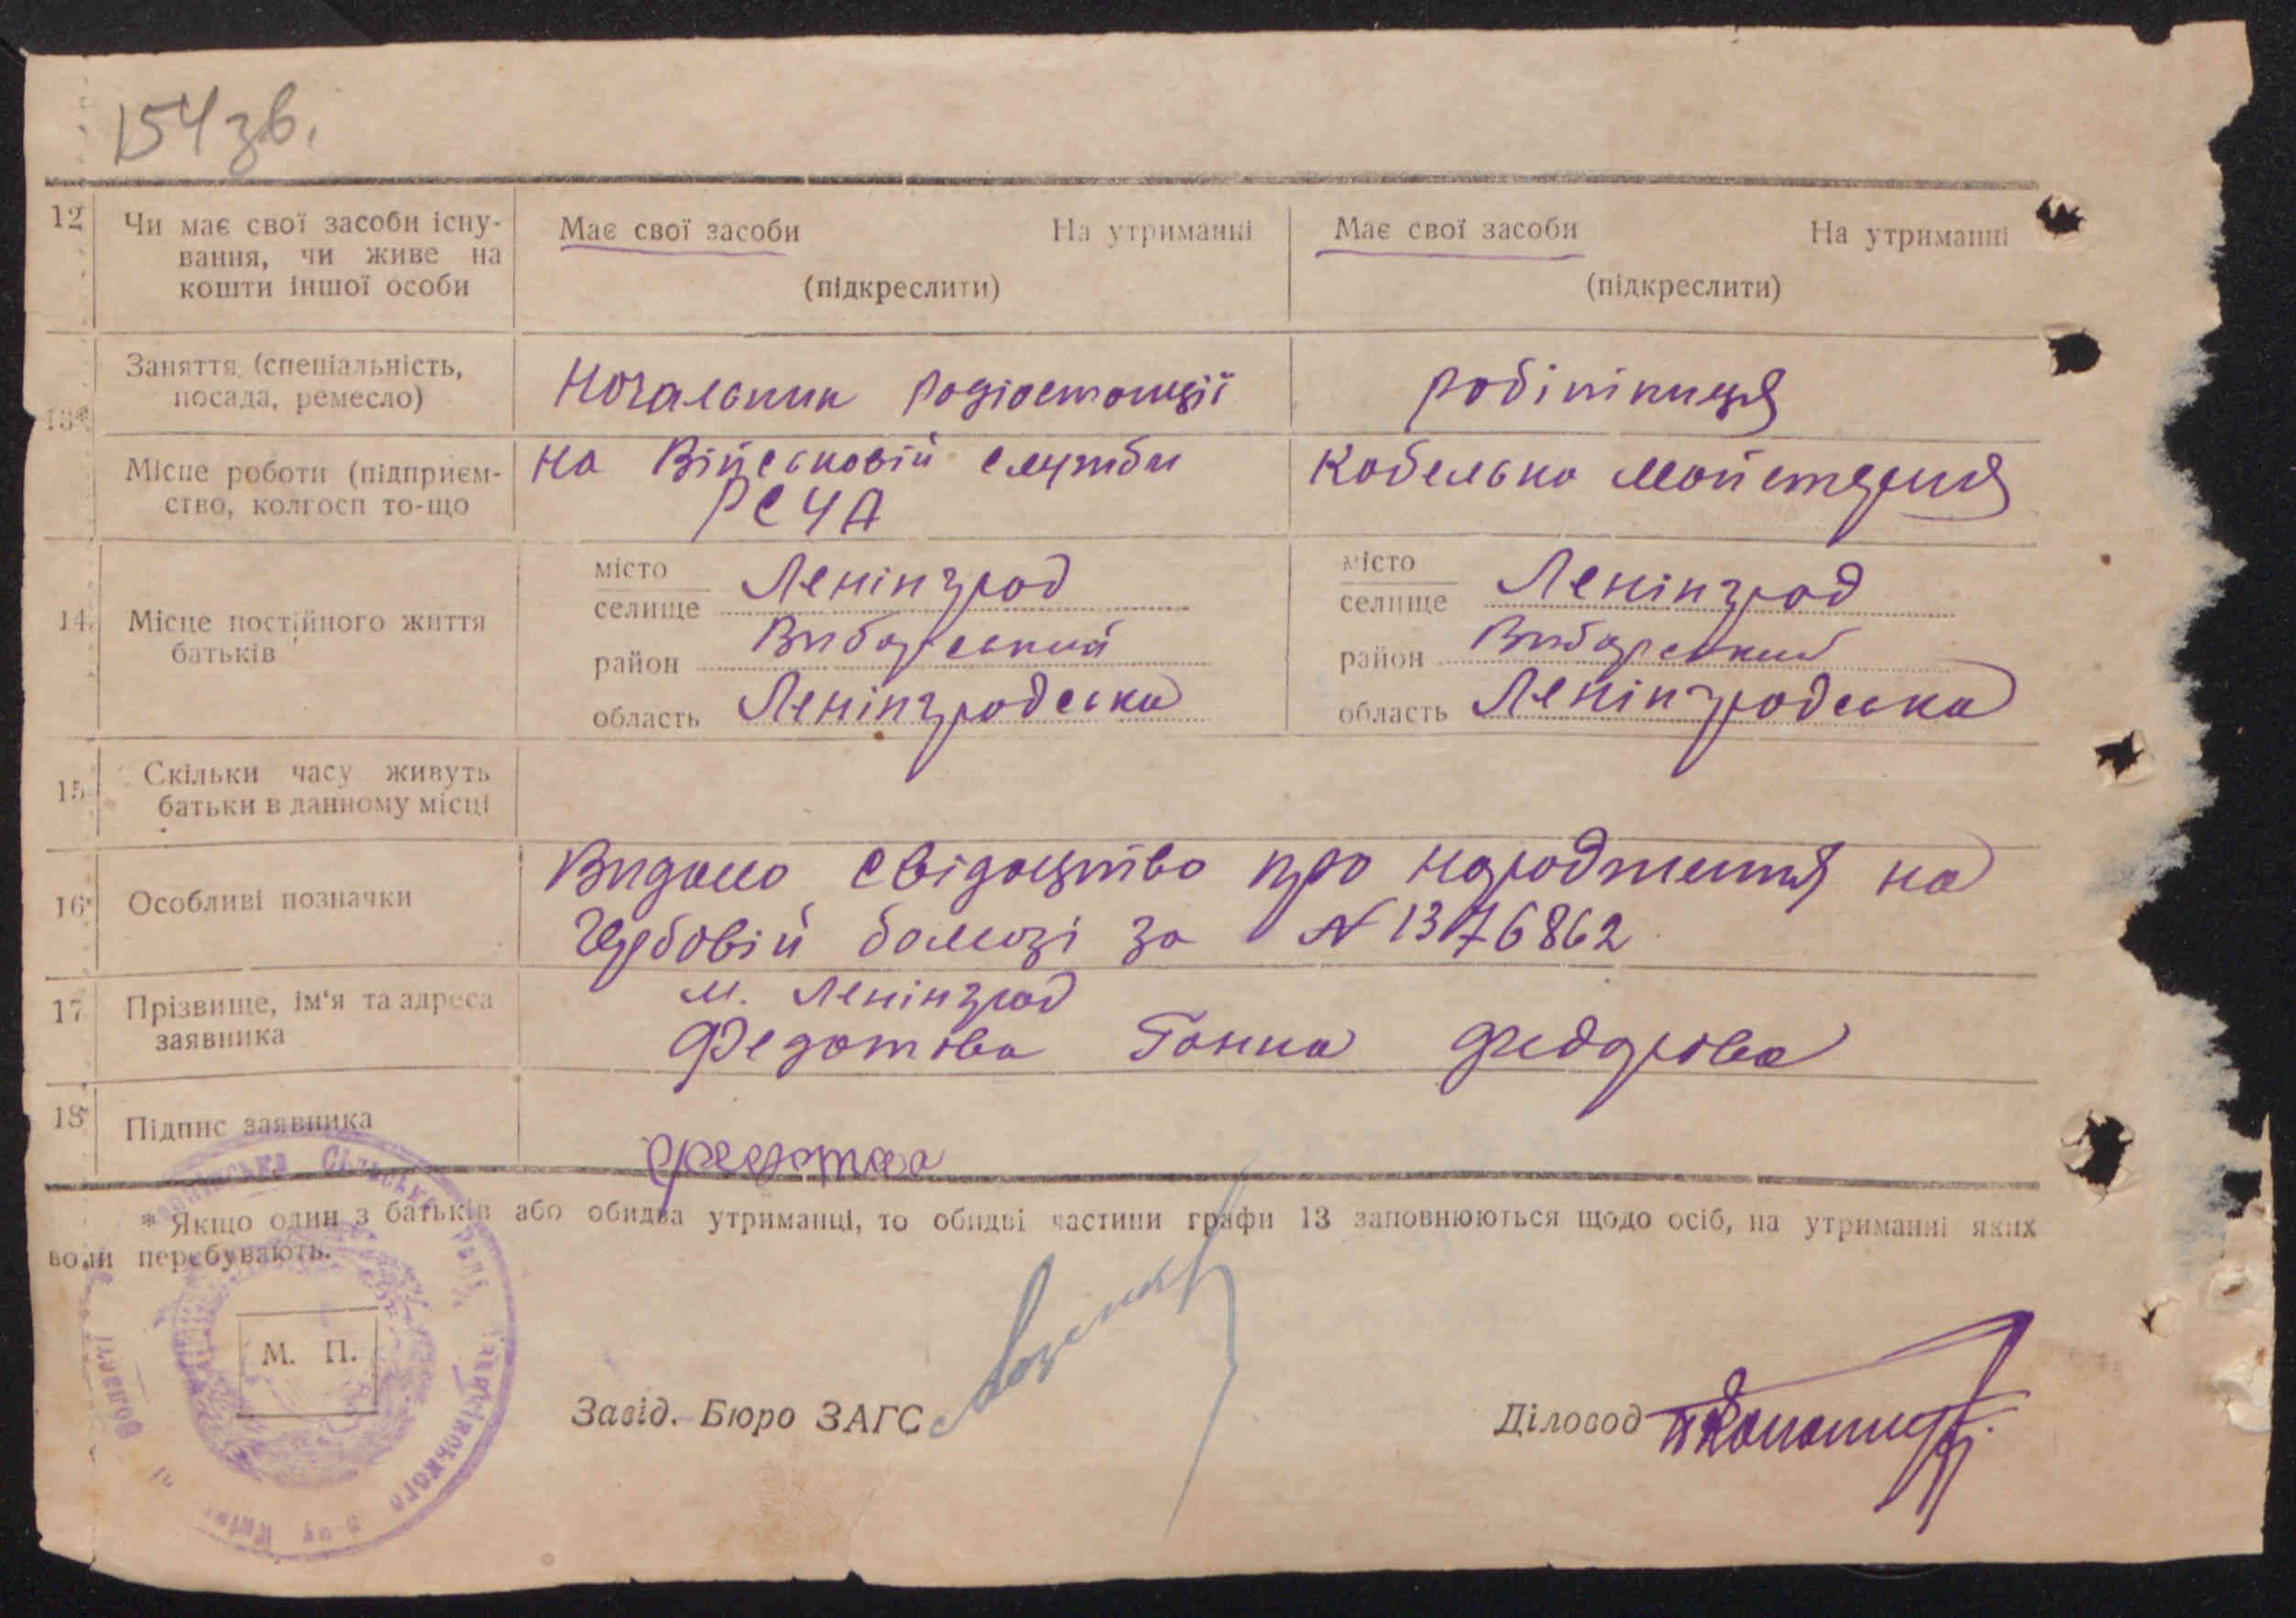 154 зв.
12 Чи має свої засоби існу-
вання, чи живе на
кошти іншої особи
Має свої засоби На утриманні
(підкреслити)
Має свої засоби На утриманні
(підкреслити)
13*
Заняття (спеціальність,
посада, ремесло)
Начальник радіостанції
робітниця
Місце роботи (підприєм-
ство, колгосп то-що
на Військовій службі
РСЧА
Кабельна майстерня
14. Місце постійного життя
батьків
місто
селище Ленінград
район Виборгський
область Ленінградська
місто
селище Ленінград
район Виборський
область Ленінградська
15 Скільки часу живуть
батьки в данному місці
16 Особливі позначки
Видано свідоцтво про народження на
гербовій бамозі за N 1376862
17 Прізвище, ім'я та адреса
заявника
м. Ленінград
Федотова Ганна Федорова
18 Підпис заявника
Федотова
* Якщо один з батьків або обидва утриманці, то обидві частини графи 13 заповнюються щодо осіб, на утриманні яких
вони перебувають.
М. П.
Завід. Бюро ЗАГС
Діловод
Сільська
області